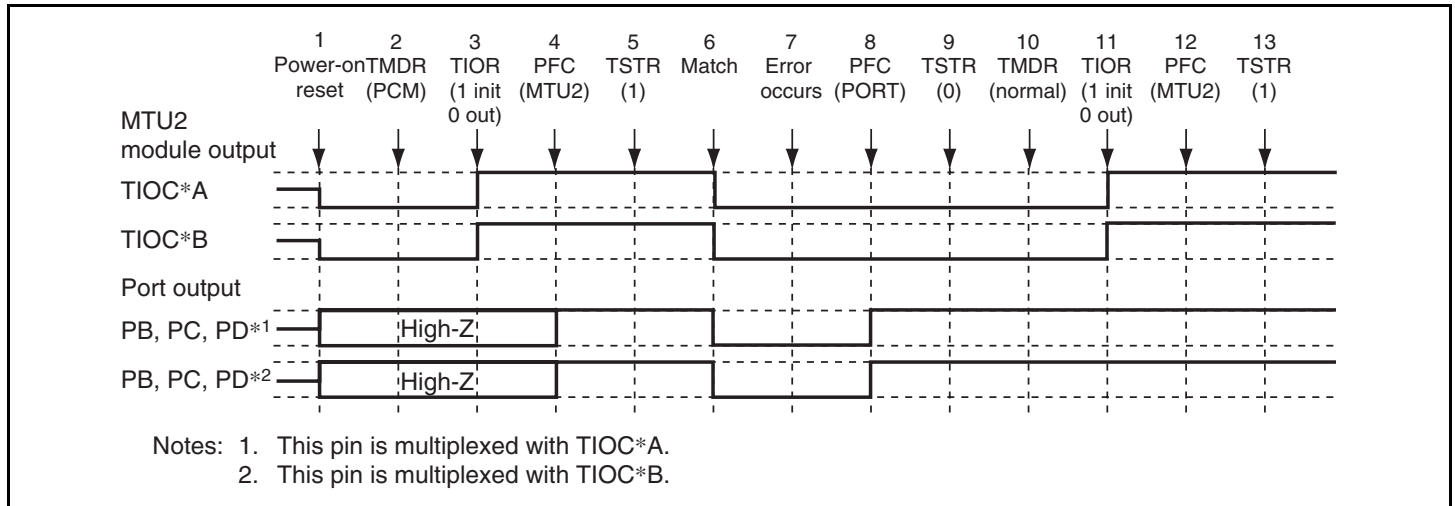 1 2 3 4 5 6 7 8 9 10 11 12 13
Power-on TMDR TIOR PFC TSTR Match Error PFC TSTR TMDR TIOR PFC TSTR
reset (PCM) (1 init (MTU2) (1) occurs (PORT) (0) (normal) (1 init (MTU2) (1)
0 out) 0 out)
MTU2
module output
TIOC*A
TIOC*B
Port output
PB, PC, PD*1 High-Z
PB, PC, PD*2 High-Z
Notes: 1. This pin is multiplexed with TIOC*A.
2. This pin is multiplexed with TIOC*B.